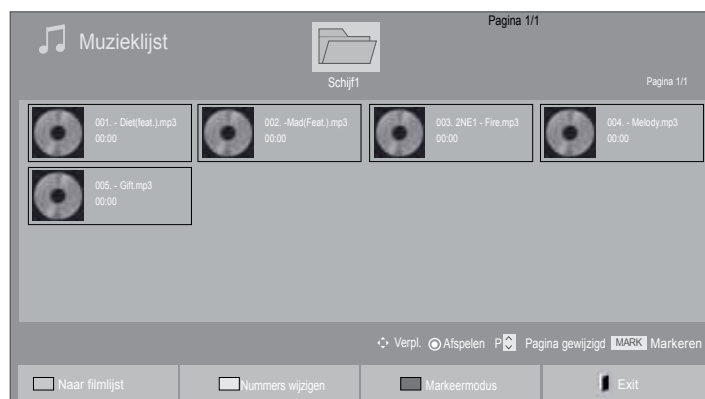 Pagina 1/1
Muzieklijst
Schijf1
Pagina 1/1
001. - Diet(feat.).mp3
00:00
002. -Mad(Feat.).mp3
00:00
003. 2NE1 - Fire.mp3
00:00
004. - Melody.mp3
00:00
005. - Gift.mp3
00:00
Verpl. Afspelen P Pagina gewijzigd MARK Markeren
Naar filmlijst Nummers wijzigen Markeermodus Exit